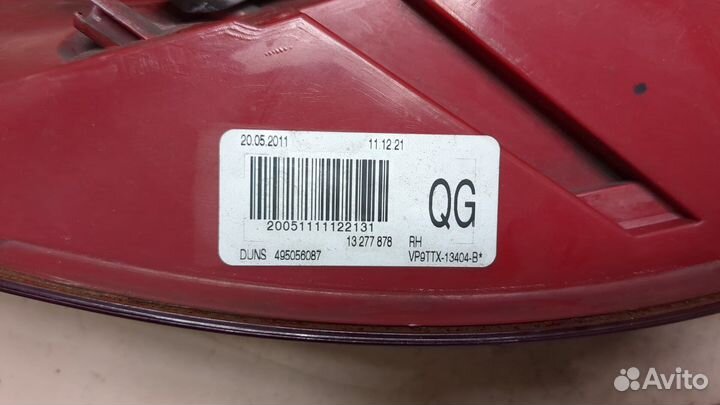 20.05.2011 11:12:21
QG
20051111122131
13 277 878 RH
DUNS 495056087 VP9TTX-13404-B*
Avito